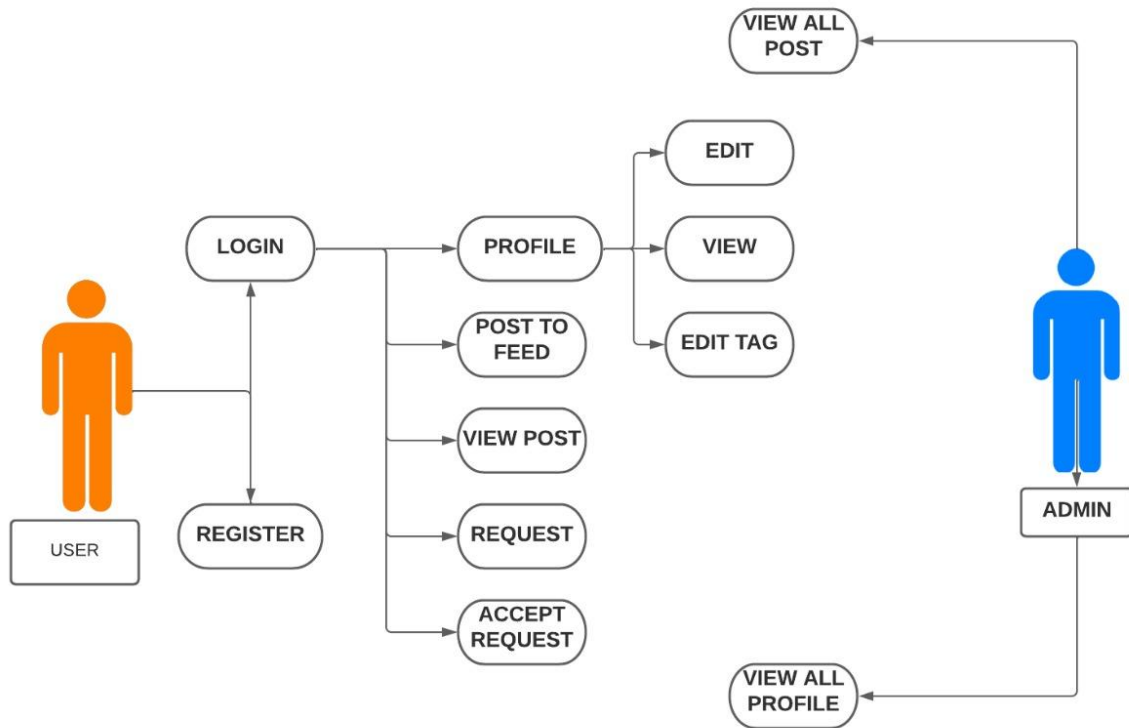 VIEW ALL
POST
EDIT
LOGIN
PROFILE
VIEW
POST TO
FEED
EDIT TAG
VIEW POST
REGISTER
REQUEST
ADMIN
USER
ACCEPT
REQUEST
VIEW ALL
PROFILE